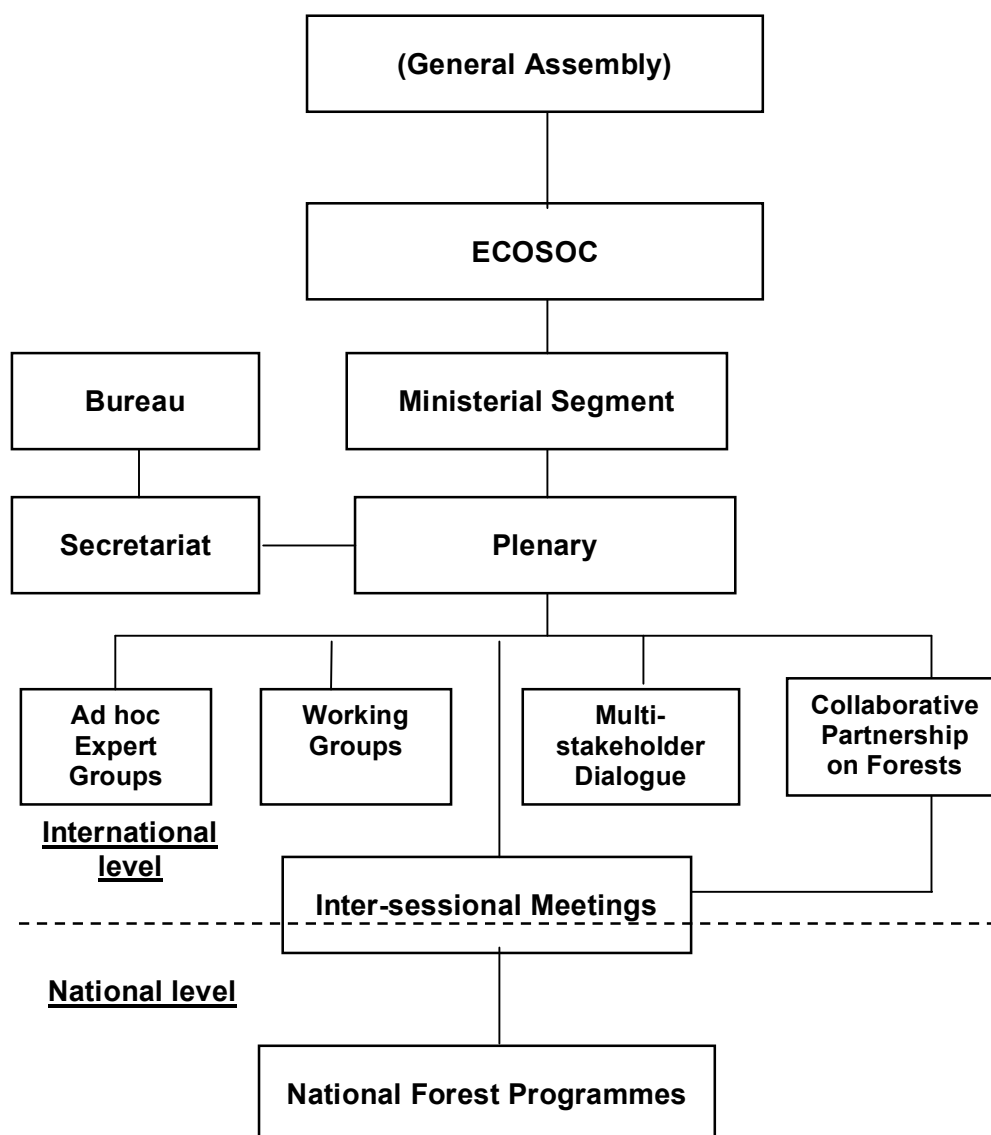 (General Assembly)
ECOSOC
Bureau
Ministerial Segment
Secretariat
Plenary
Ad hoc
Expert
Groups
Working
Groups
Multi-
stakeholder
Dialogue
Collaborative
Partnership
on Forests
International
level
Inter-sessional Meetings
National level
National Forest Programmes